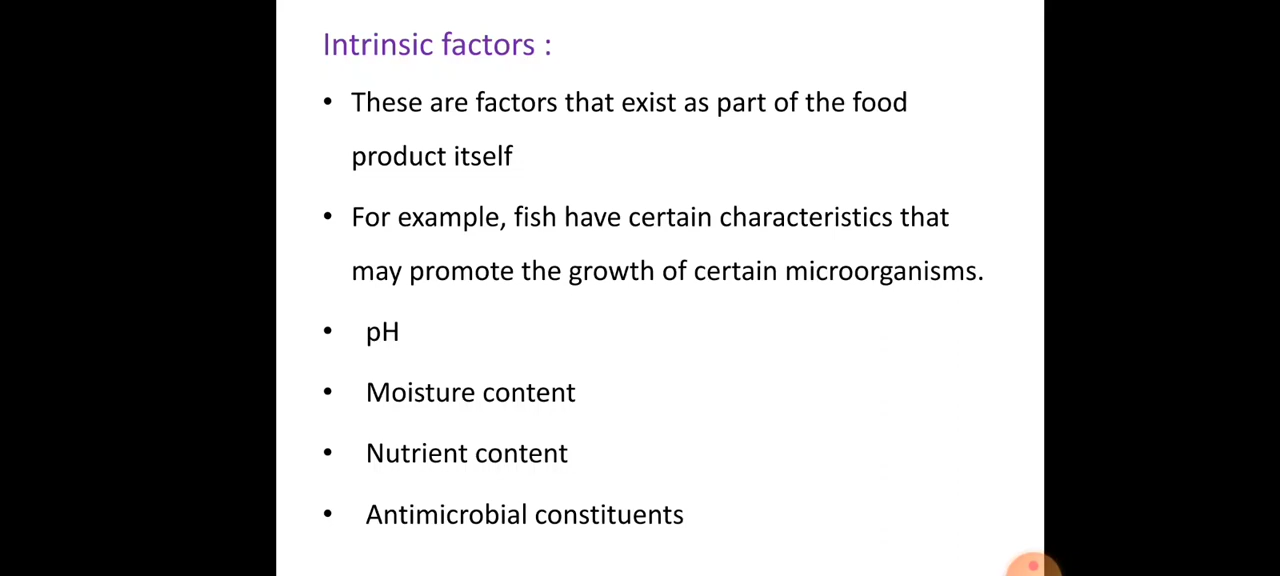 Intrinsic factors :
• These are factors that exist as part of the food
product itself
• For example, fish have certain characteristics that
may promote the growth of certain microorganisms.
• pH
• Moisture content
• Nutrient content
• Antimicrobial constituents